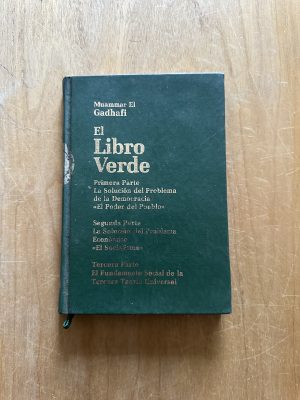 Muammar El
Gadhafi
El
Libro
Verde
Primera Parte
La Solución del Problema
de la Democracia
«El Poder del Pueblo»
Segunda Parte
La Solución del Problema
Económico
«El Socialismo»
Tercera Parte
El Fundamento Social de la
Tercera Teoría Universal